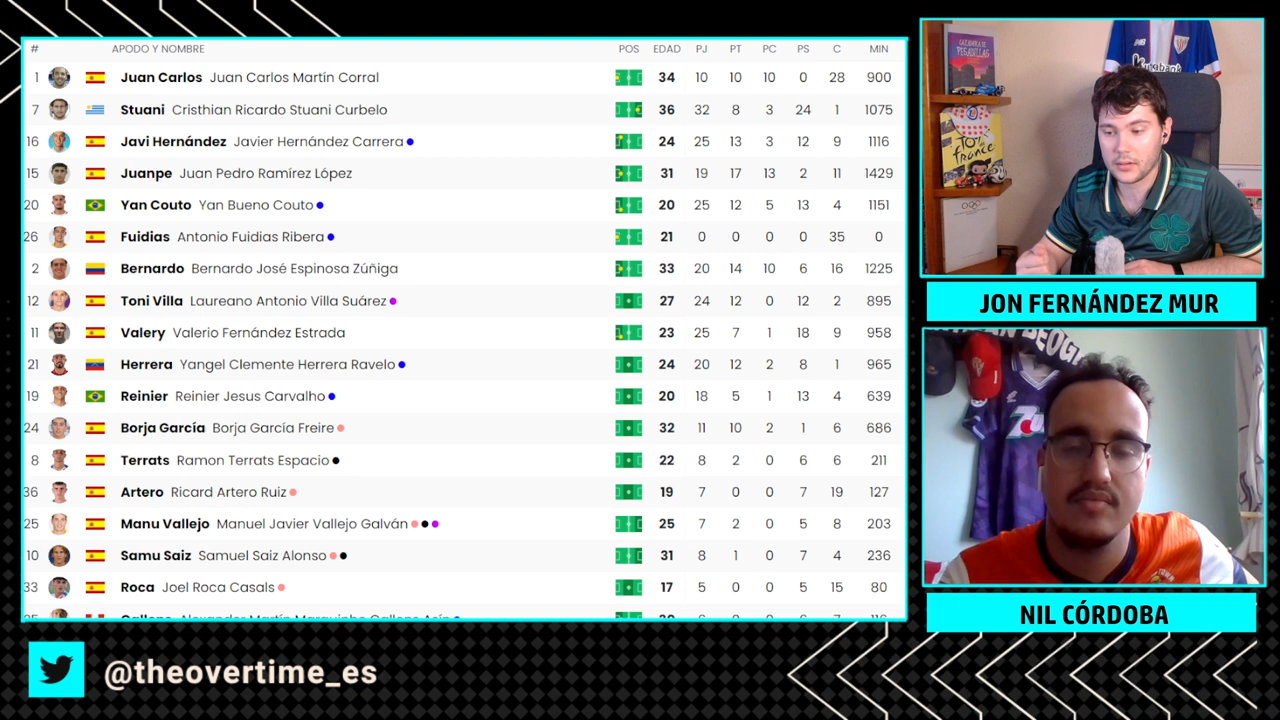 # APODO Y NOMBRE POS EDAD PJ PT PC PS C MIN
1 Juan Carlos Juan Carlos Martín Corral 34 10 10 10 0 28 900
7 Stuani Cristhian Ricardo Stuani Curbelo 36 32 8 3 24 1 1075
16 Javi Hernández Javier Hernández Carrera 24 25 13 3 12 9 1116
15 Juanpe Juan Pedro Ramírez López 31 19 17 13 2 11 1429
20 Yan Couto Yan Bueno Couto 20 25 12 5 13 4 1151
26 Fuidias Antonio Fuidias Ribera 21 0 0 0 0 35 0
2 Bernardo Bernardo José Espinosa Zúñiga 33 20 14 10 6 16 1225
12 Toni Villa Laureano Antonio Villa Suárez 27 24 12 0 12 2 895
11 Valery Valerio Fernández Estrada 23 25 7 1 18 9 958
21 Herrera Yangel Clemente Herrera Ravelo 24 20 12 2 8 1 965
19 Reinier Reinier Jesus Carvalho 20 18 5 1 13 4 639
24 Borja García Borja García Freire 32 11 10 2 1 6 686
8 Terrats Ramon Terrats Espacio 22 8 2 0 6 6 211
36 Artero Ricard Artero Ruiz 19 7 0 0 7 19 127
25 Manu Vallejo Manuel Javier Vallejo Galván 25 7 2 0 5 8 203
10 Samu Saiz Samuel Saiz Alonso 31 8 1 0 7 4 236
33 Roca Joel Roca Casals 17 5 0 0 5 15 80
JON FERNÁNDEZ MUR
NIL CÓRDOBA
@theovertime_es